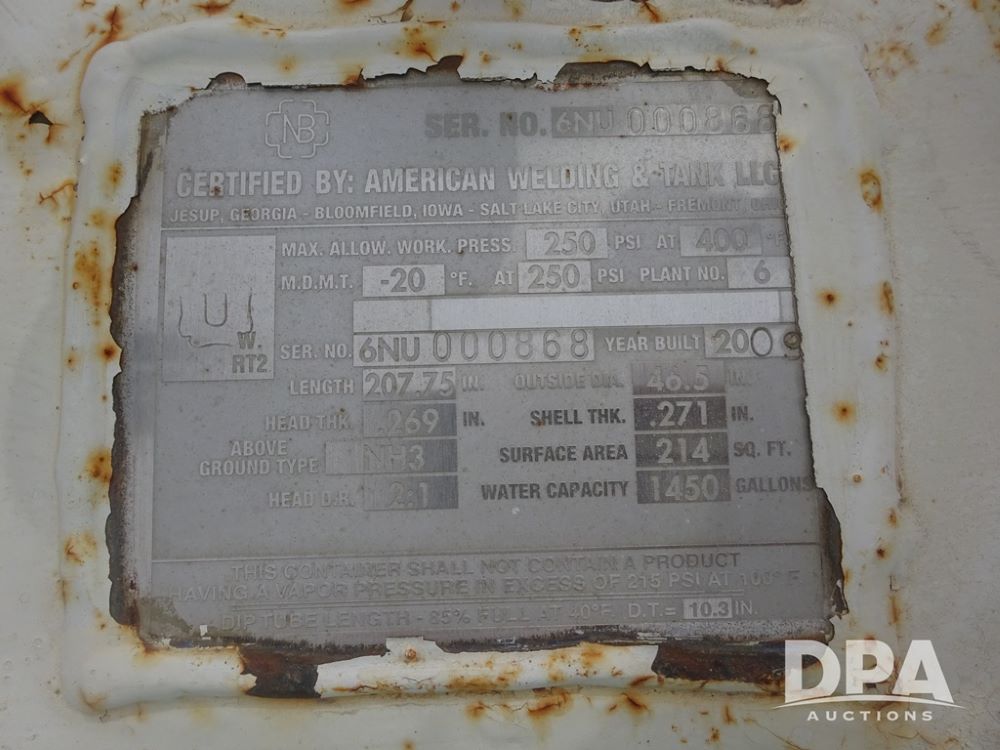 NB SER. NO. 6NU 000868
CERTIFIED BY: AMERICAN WELDING & TANK LLC
JESUP, GEORGIA - BLOOMFIELD, IOWA - SALT LAKE CITY, UTAH - FREMONT,
MAX. ALLOW. WORK. PRESS. 250 PSI AT 400 °F
M.D.M.T. -20 °F. AT 250 PSI PLANT NO. 6
U
W.
RT2
SER. NO. 6NU 000868 YEAR BUILT 2009
LENGTH 207.75 IN. OUTSIDE DIA. 46.5 IN.
HEAD THK. .269 IN. SHELL THK. .271 IN.
ABOVE
GROUND TYPE NH3 SURFACE AREA 214 SQ. FT.
HEAD D.R. 2:1 WATER CAPACITY 1450 GALLONS
THIS CONTAINER SHALL NOT CONTAIN A PRODUCT
HAVING A VAPOR PRESSURE IN EXCESS OF 215 PSI AT 100° F.
DIP TUBE LENGTH - 85% FULL AT 40°F. D.T. = 10.3 IN.
DPA
AUCTIONS